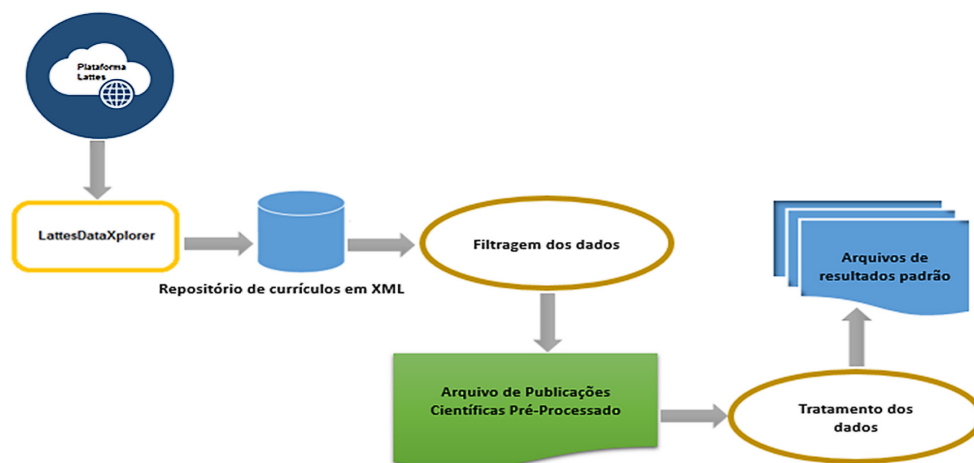 Plataforma
Lattes
LattesDataXplorer
Repositório de currículos em XML
Filtragem dos dados
Arquivo de Publicações
Científicas Pré-Processado
Tratamento dos
dados
Arquivos de
resultados padrão